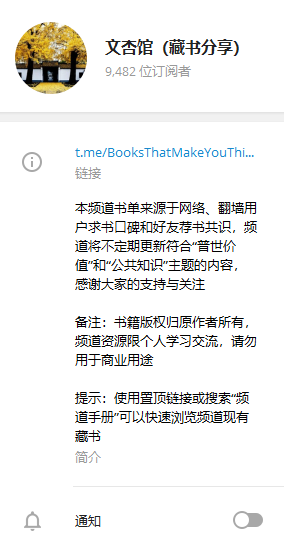 文杏馆（藏书分享）
9,482 位订阅者
t.me/BooksThatMakeYouThi...
链接
本频道书单来源于网络、翻墙用
户求书口碑和好友荐书共识，频
道将不定期更新符合“普世价
值”和“公共知识”主题的内容，
感谢大家的支持与关注
备注：书籍版权归原作者所有，
频道资源限个人学习交流，请勿
用于商业用途
提示：使用置顶链接或搜索“频
道手册”可以快速浏览频道现有
藏书
简介
通知